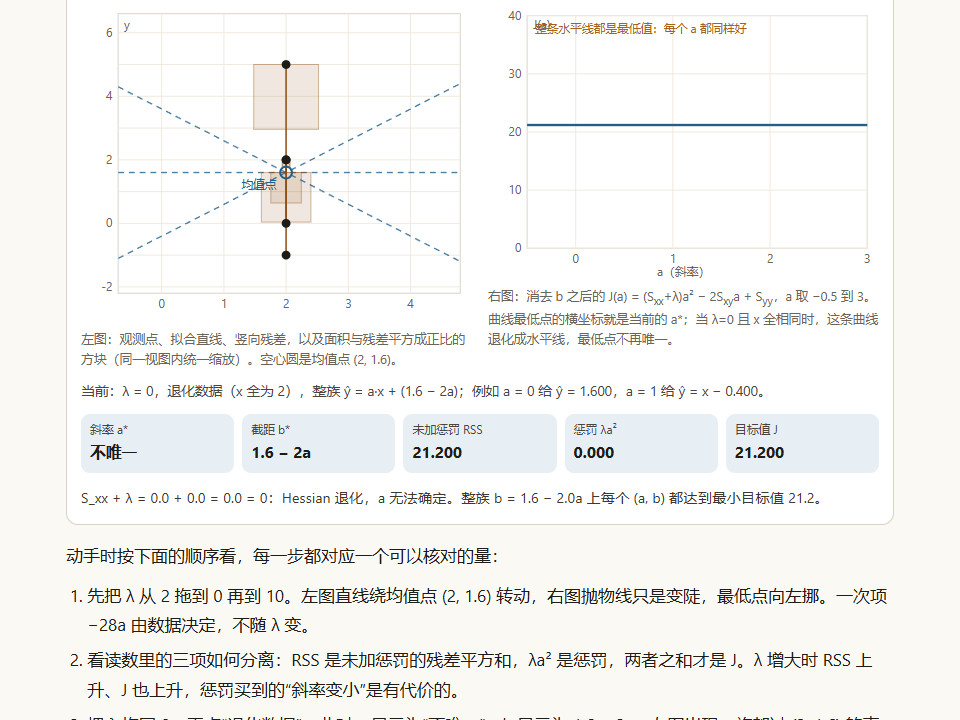 y
6
4
2
0
-2
均值点
0
1
2
3
4
左图：观测点、拟合直线、竖向残差，以及面积与残差平方成正比的
方块（同一视图内统一缩放）。空心圆是均值点 (2, 1.6)。
40
J(a)
整条水平线都是最低值：每个 a 都同样好
30
20
10
0
0
1
2
3
a（斜率）
右图：消去 b 之后的 J(a) = (Sxx+λ)a² − 2Sxya + Syy，a 取 −0.5 到 3。
曲线最低点的横坐标就是当前的 a*；当 λ=0 且 x 全相同时，这条曲线
退化成水平线，最低点不再唯一。
当前：λ = 0，退化数据（x 全为 2），整族 ŷ = a·x + (1.6 − 2a)；例如 a = 0 给 ŷ = 1.600，a = 1 给 ŷ = x − 0.400。
斜率 a*
不唯一
截距 b*
1.6 − 2a
未加惩罚 RSS
21.200
惩罚 λa²
0.000
目标值 J
21.200
S_xx + λ = 0.0 + 0.0 = 0.0 = 0：Hessian 退化，a 无法确定。整族 b = 1.6 − 2.0a 上每个 (a, b) 都达到最小目标值 21.2。
动手时按下面的顺序看，每一步都对应一个可以核对的量：
1. 先把 λ 从 2 拖到 0 再到 10。左图直线绕均值点 (2, 1.6) 转动，右图抛物线只是变陡，最低点向左挪。一次项
−28a 由数据决定，不随 λ 变。
2. 看读数里的三项如何分离：RSS 是未加惩罚的残差平方和，λa² 是惩罚，两者之和才是 J。λ 增大时 RSS 上
升、J 也上升，惩罚买到的“斜率变小”是有代价的。